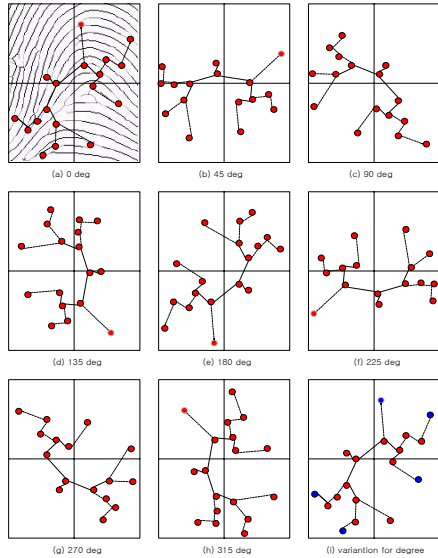 (a) 0 deg
(b) 45 deg
(c) 90 deg
(d) 135 deg
(e) 180 deg
(f) 225 deg
(g) 270 deg
(h) 315 deg
(i) variantion for degree